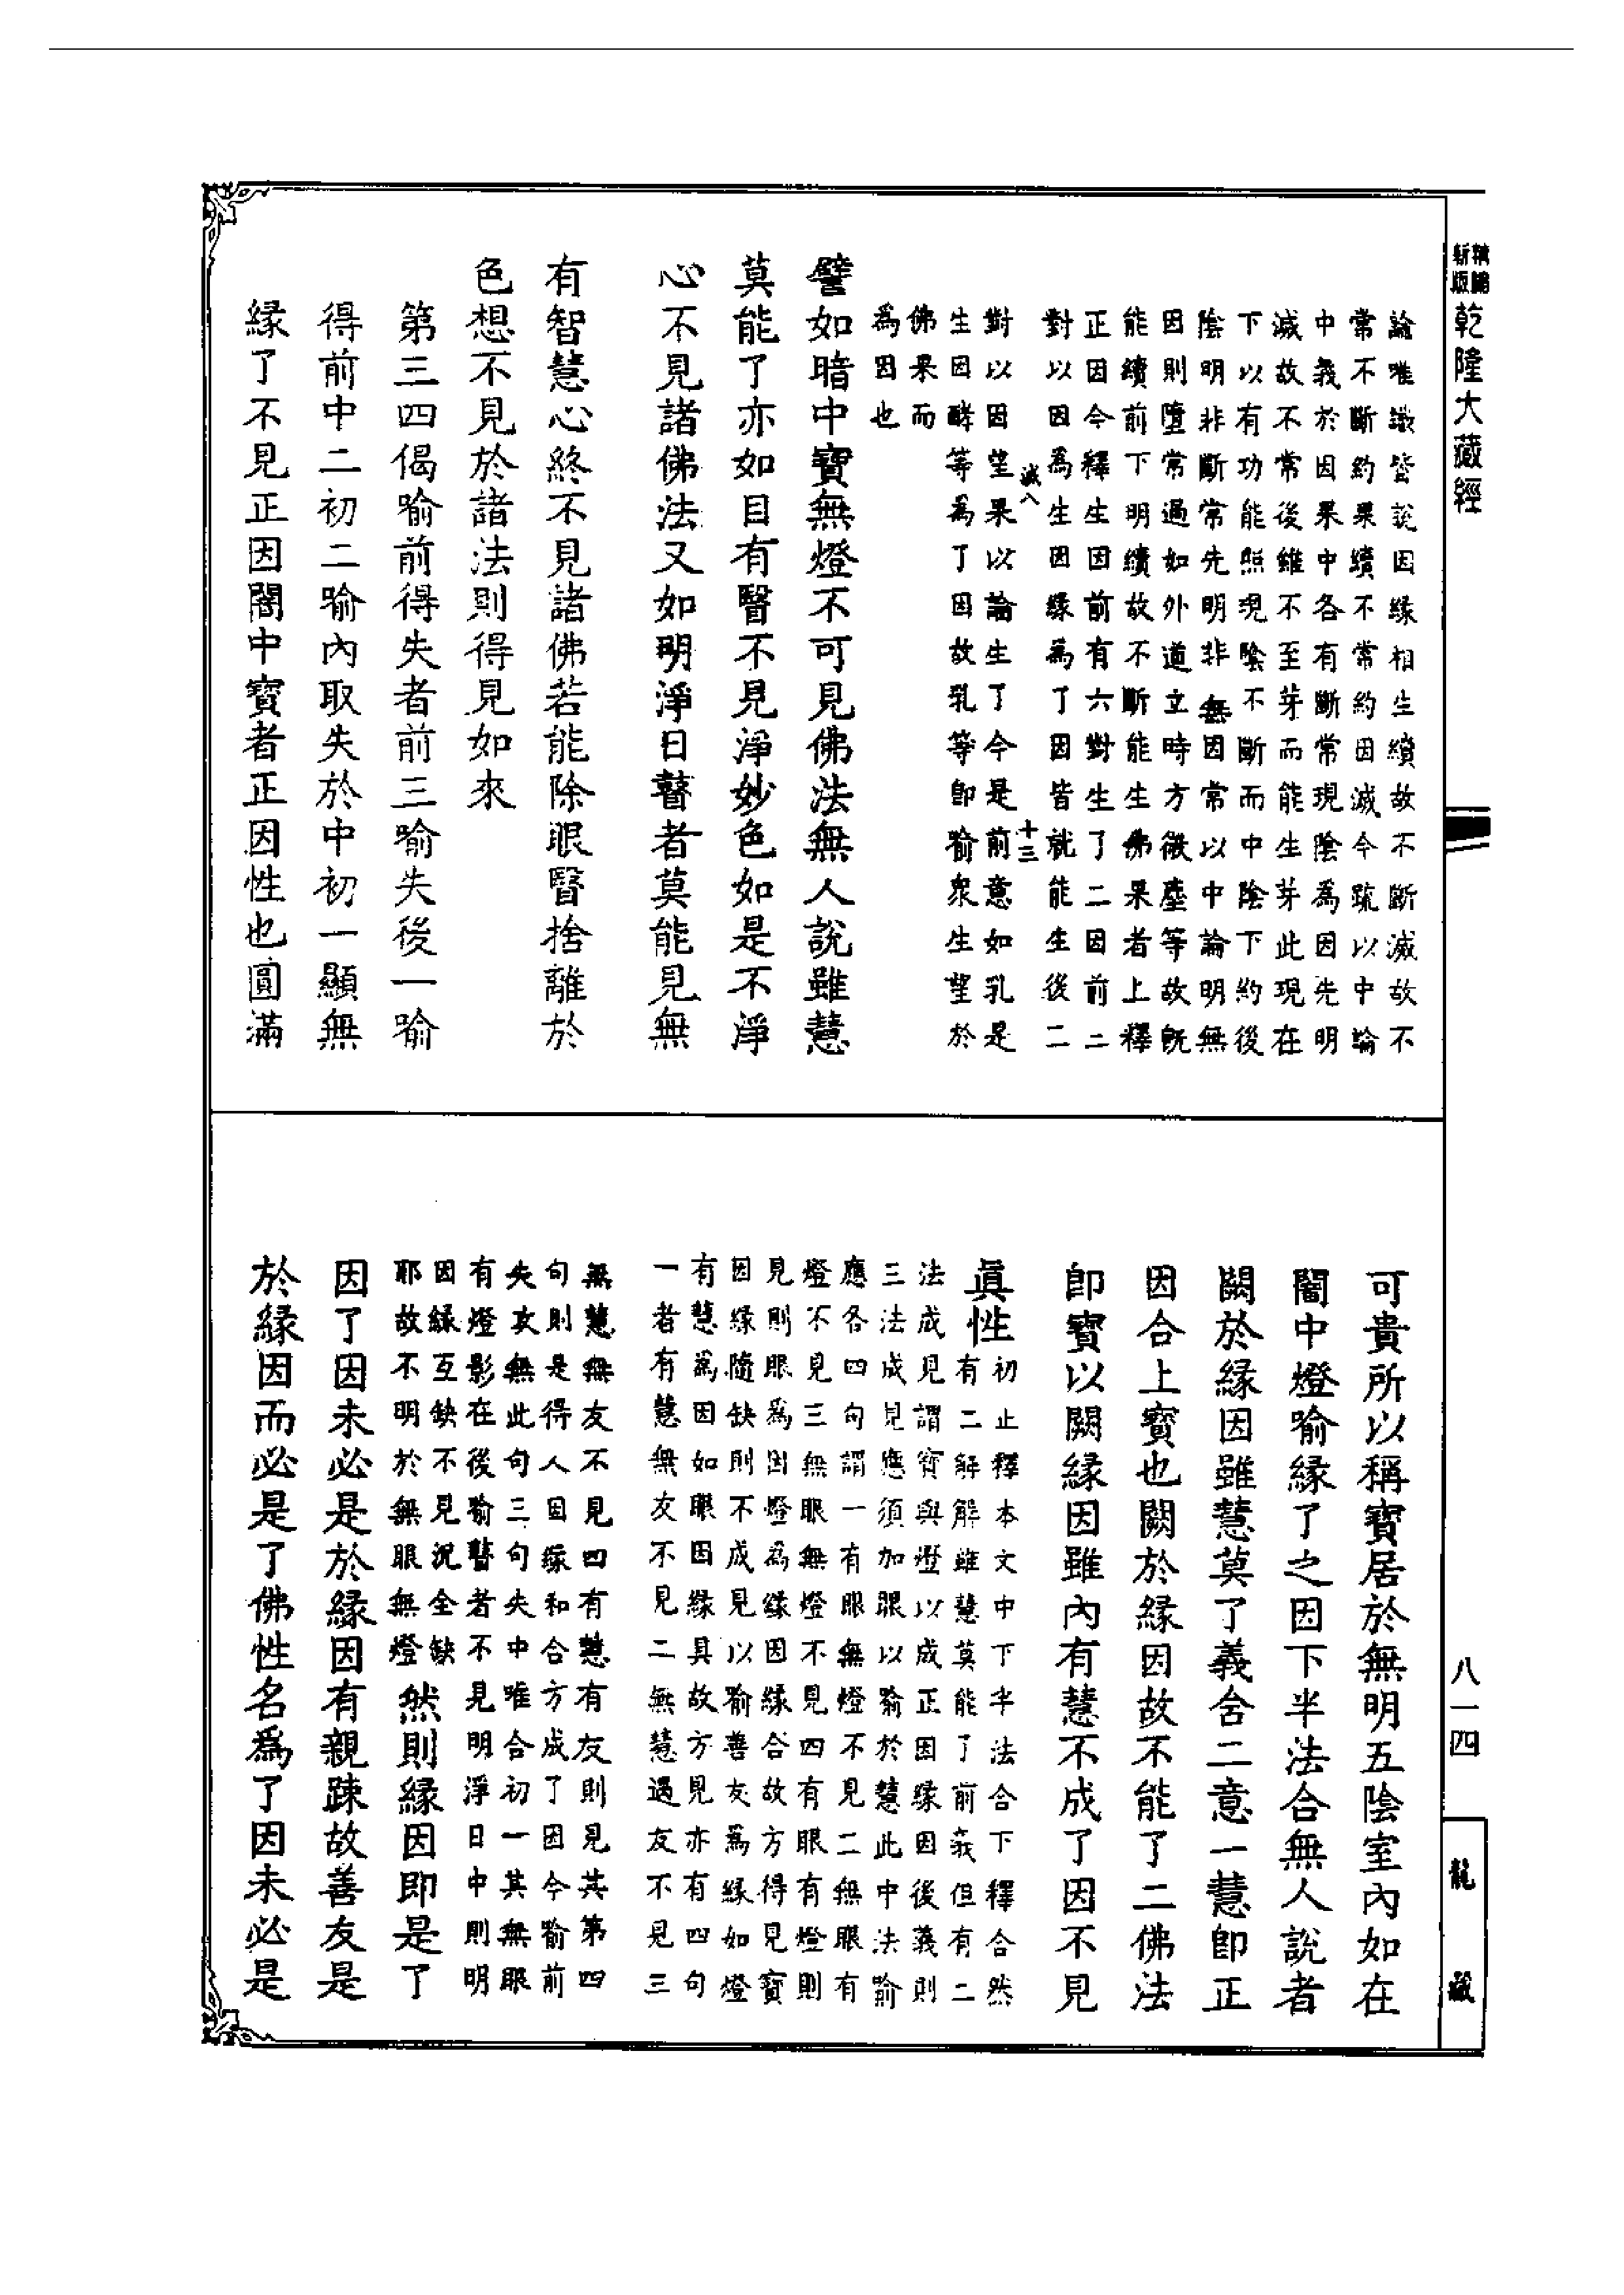 新版
精編
乾隆大藏經
論唯識皆說因緣相生續故不斷滅故不
常不斷約果續不常約因滅今疏以中論
中義於因果中各有斷常現陰為因先明
滅故不常後雖不至芽而能生芽此現在
下以有功能熙現陰不斷而中陰下約後
陰明非斷常先明非無因常以中論明無
因則墮常過如外道立時方微塵等故既
能續前下明續故不斷能生佛果者上釋
正因今釋生因前有六對生了二因前二
對以因為生因緣為了因皆就能生後二
誠八
十三
對以因望果以論生了今是前意如乳是
生因酵等為了因故乳等即喻衆生望於
佛果而
為因也
譬如暗中寶無燈不可見佛法無人說雖慧
莫能了亦如目有瞖不見淨妙色如是不淨
心不見諸佛法又如明淨日瞽者莫能見無
有智慧心終不見諸佛若能除眼瞖捨離於
色想不見於諸法則得見如來
第三四偈喻前得失者前三喻失後一喻
得前中二初二喻內取失於中初一顯無
緣了不見正因闇中寶者正因性也圓滿
可貴所以稱寶居於無明五陰室內如在
闇中燈喻緣了之因下半法合無人說者
闕於緣因雖慧莫了義含二意一慧即正
因合上寶也闕於緣因故不能了二佛法
即寶以闕緣因雖內有慧不成了因不見
眞性
初止釋本文中下半法合下釋合然
有二解解雖慧莫能了前義但有二
法成見謂寶與燈以成正因緣因後義則
三法成見應須加眼以喻於慧此中法喻
應各四句謂一有眼無燈不見二無眼有
燈不見三無眼無燈不見四有眼有燈則
見則眼為因燈為緣因緣合故方得見寶
因緣隨缺則不成見以喻善友為緣如燈
有慧為因如眼因緣具故方見亦有四句
一者有慧無友不見二無慧遇友不見三
無慧無友不見四有慧有友則見其第四
句則是得人因緣和合方成了因今喻前
失故無此句三句失中唯合初一其無眼
有燈影在後喻瞽者不見明淨日中則明
因緣互缺不見況全缺
耶故不明於無眼無燈
然則緣因即是了
因了因未必是於緣因有親踈故善友是
於緣因而必是了佛性名爲了因未必是
八一四
龍藏